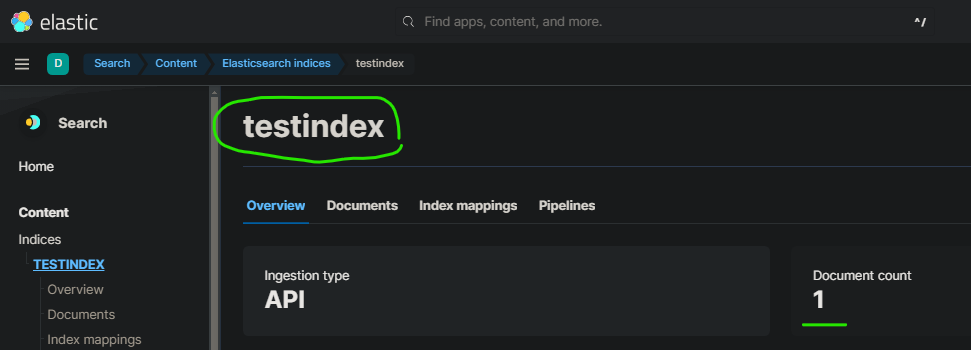 elastic
Find apps, content, and more.
^/
D
Search
Content
Elasticsearch indices
testindex
Search
Home
Content
Indices
TESTINDEX
Overview
Documents
Index mappings
testindex
Overview
Documents
Index mappings
Pipelines
Ingestion type
API
Document count
1